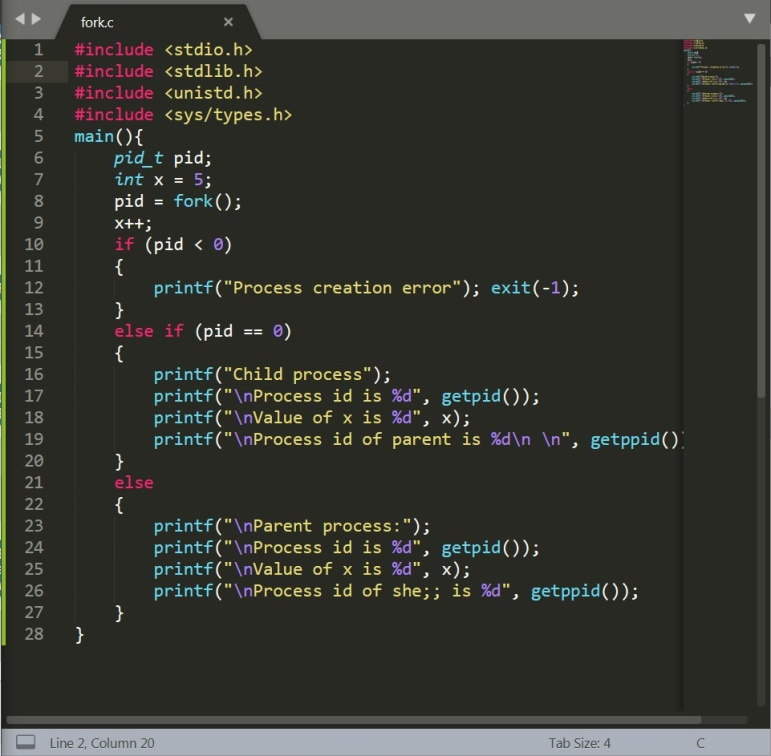 fork.c
1 #include <stdio.h>
2 #include <stdlib.h>
3 #include <unistd.h>
4 #include <sys/types.h>
5 main(){
6     pid_t pid;
7     int x = 5;
8     pid = fork();
9     x++;
10     if (pid < 0)
11     {
12         printf("Process creation error"); exit(-1);
13     }
14     else if (pid == 0)
15     {
16         printf("Child process");
17         printf("\nProcess id is %d", getpid());
18         printf("\nValue of x is %d", x);
19         printf("\nProcess id of parent is %d\n \n", getppid()
20     }
21     else
22     {
23         printf("\nParent process:");
24         printf("\nProcess id is %d", getpid());
25         printf("\nValue of x is %d", x);
26         printf("\nProcess id of she;; is %d", getppid());
27     }
28 }
Line 2, Column 20 Tab Size: 4 C